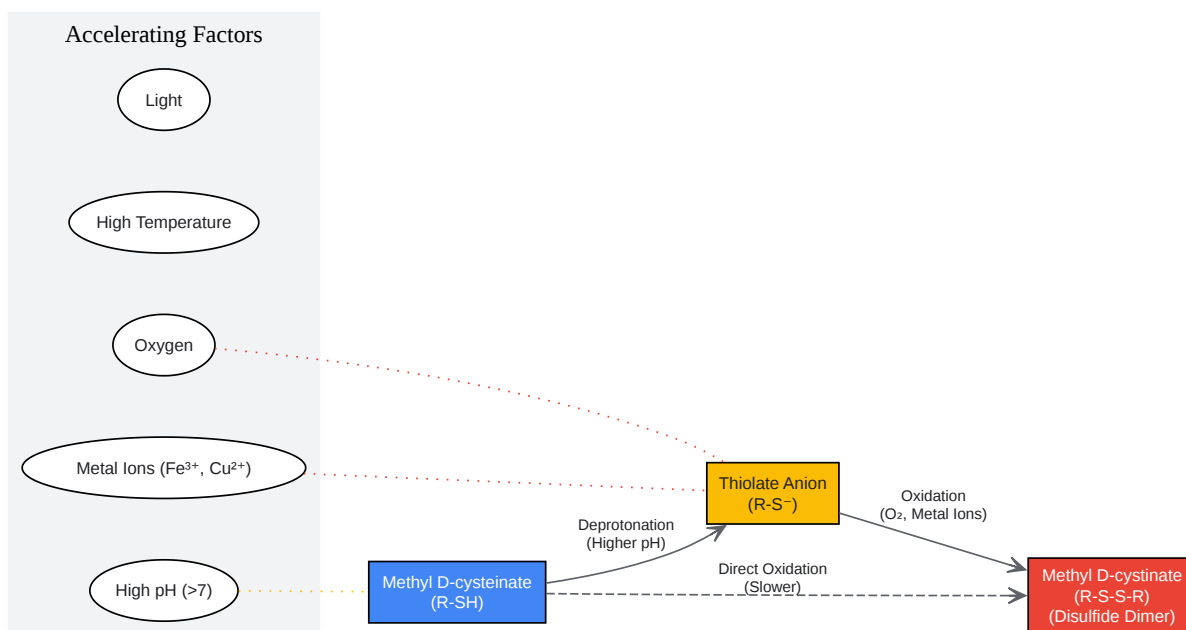 Accelerating Factors
Light
High Temperature
Oxygen
Metal Ions (Fe³⁺, Cu²⁺)
High pH (>7)
Methyl D-cysteinate
(R-SH)
Deprotonation
(Higher pH)
Thiolate Anion
(R-S⁻)
Oxidation
(O₂, Metal Ions)
Direct Oxidation
(Slower)
Methyl D-cystinate
(R-S-S-R)
(Disulfide Dimer)